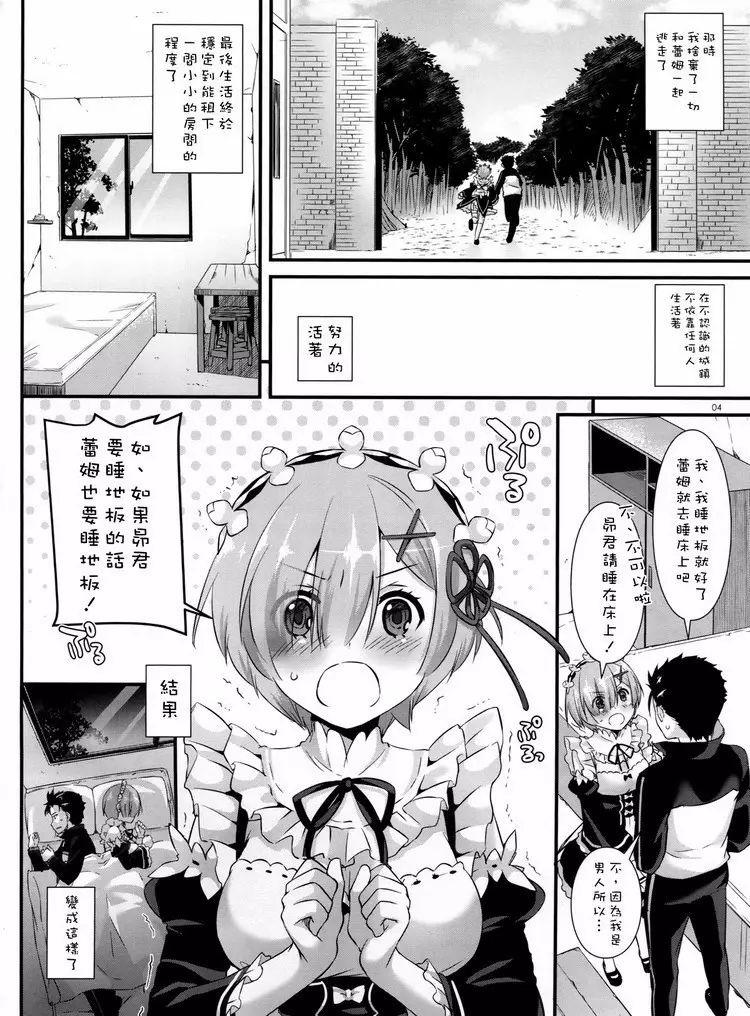 那時
我捨棄了一切
和蕾姆一起
逃走了
最後生活終於
穩定到能租下
一間小小的房間的
程度了
在不認識的城鎮
不依靠任何人
生活著
努力的
活著
04
我、我睡地板就好了
蕾姆就去睡床上吧
不、不可以啦
昴君請睡在床上！
不，因為我是
男人所以…
ぷる
如、如果昴君
要睡地板的話
蕾姆也要睡地板！
ぷる
ぷるっ
結果
變成這樣了